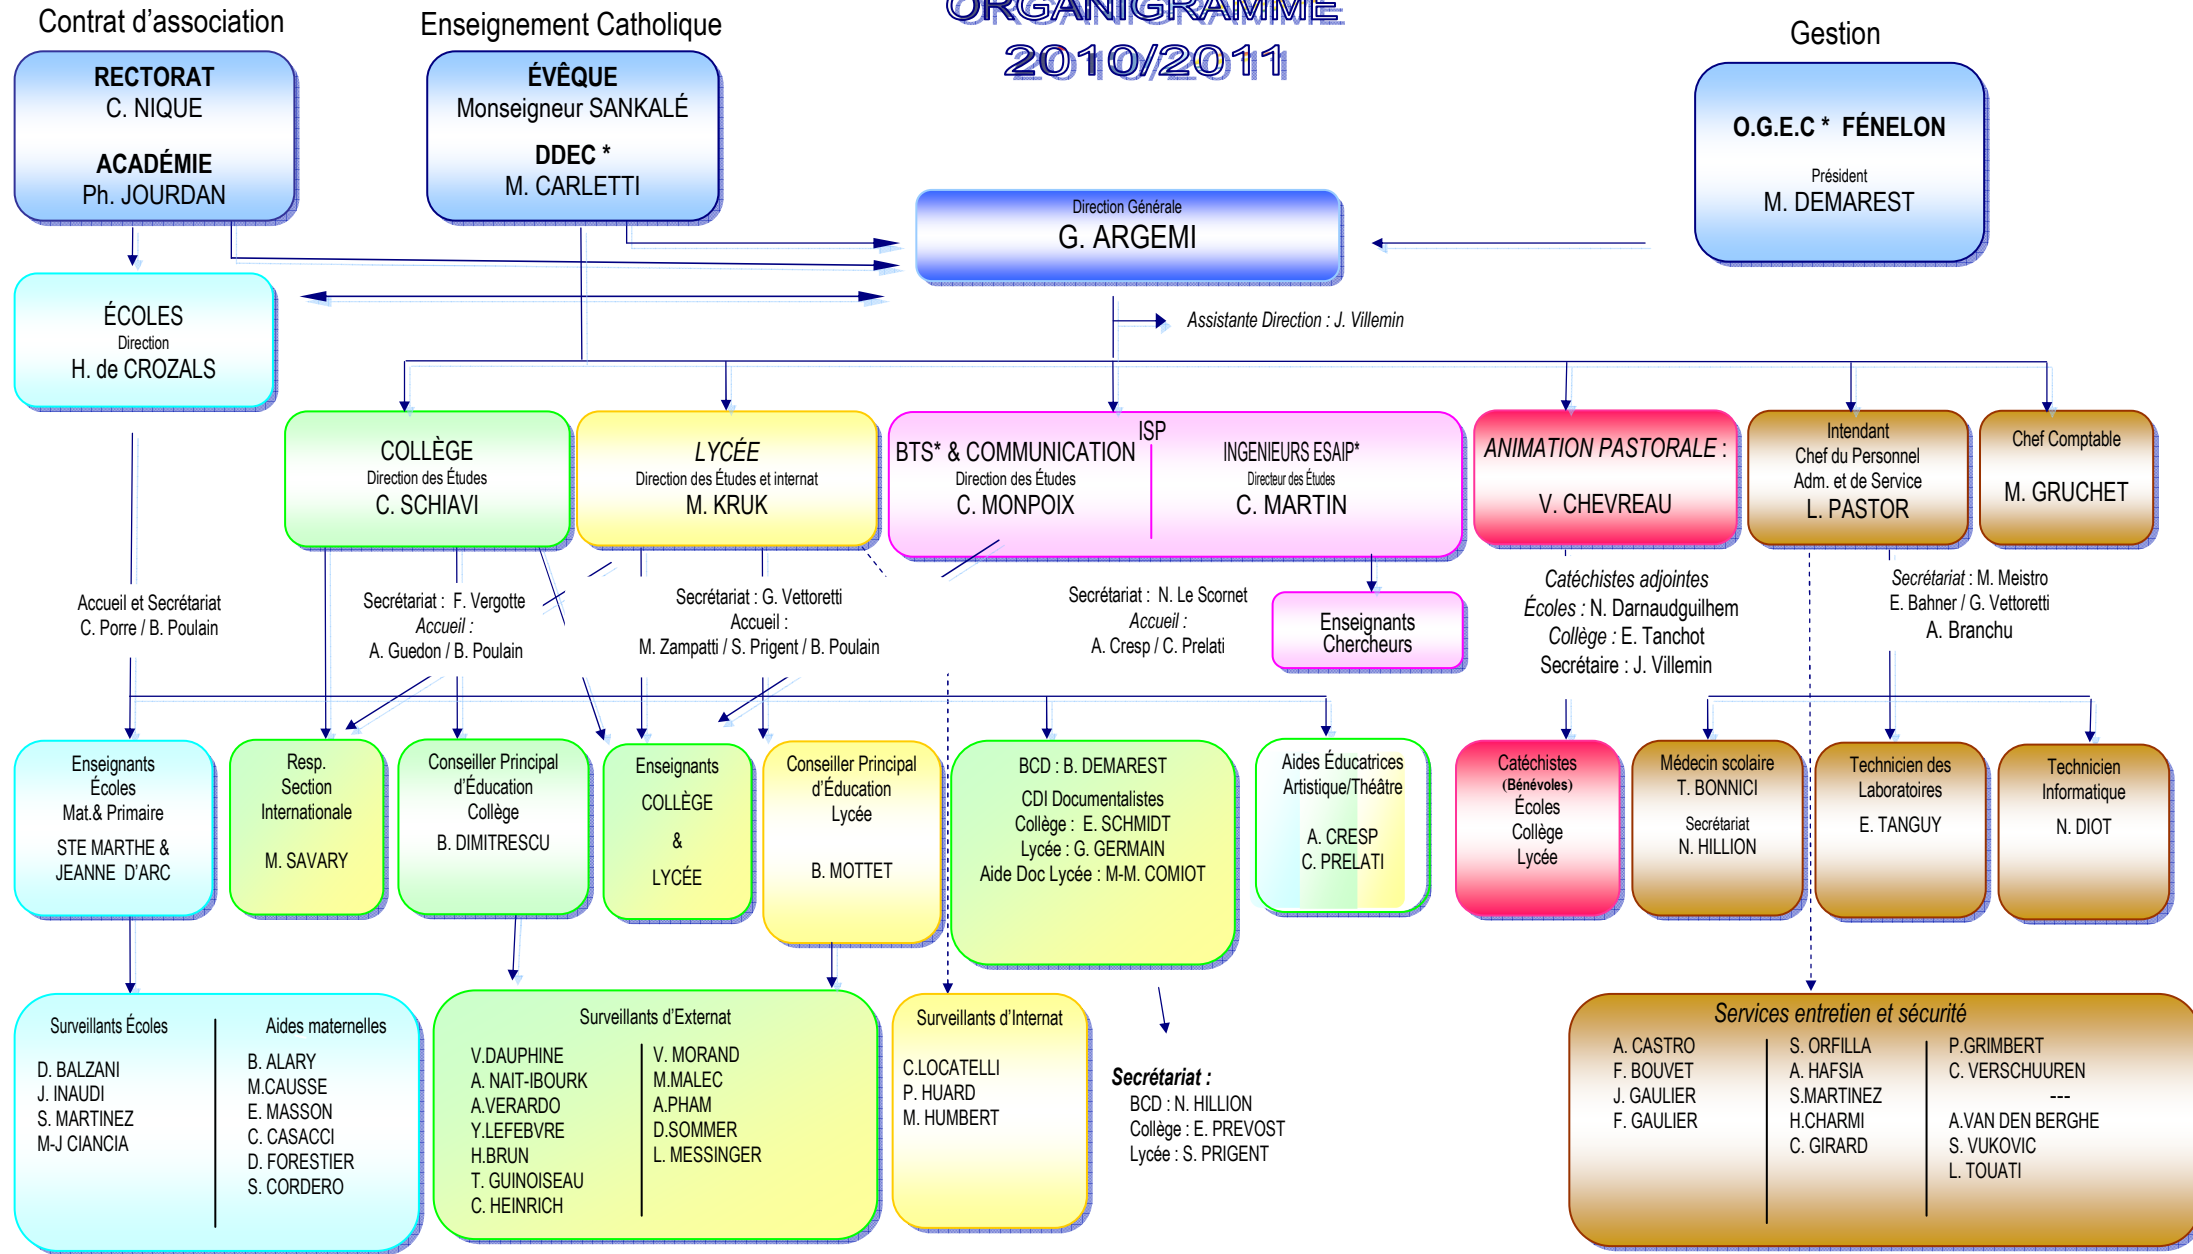 Contrat d'association
Enseignement Catholique
ORGANIGRAMME
2010/2011
Gestion
RECTORAT
C. NIQUE
ACADÉMIE
Ph. JOURDAN
ÉVÊQUE
Monseigneur SANKALÉ
DDEC *
M. CARLETTI
O.G.E.C * FÉNELON
Président
M. DEMAREST
Direction Générale
G. ARGEMI
Assistante Direction : J. Villemin
ÉCOLES
Direction
H. de CROZALS
COLLÈGE
Direction des Études
C. SCHIAVI
LYCÉE
Direction des Études et internat
M. KRUK
ISP
BTS* & COMMUNICATION
Direction des Études
C. MONPOIX
INGENIEURS ESAIP*
Directeur des Études
C. MARTIN
ANIMATION PASTORALE :
V. CHEVREAU
Intendant
Chef du Personnel
Adm. et de Service
L. PASTOR
Chef Comptable
M. GRUCHET
Accueil et Secrétariat
C. Porre / B. Poulain
Secrétariat : F. Vergotte
Accueil :
A. Guedon / B. Poulain
Secrétariat : G. Vettoretti
Accueil :
M. Zampatti / S. Prigent / B. Poulain
Secrétariat : N. Le Scornet
Accueil :
A. Cresp / C. Prelati
Enseignants
Chercheurs
Catéchistes adjointes
Écoles : N. Darnaudguilhem
Collège : E. Tanchot
Secrétaire : J. Villemin
Secrétariat : M. Meistro
E. Bahner / G. Vettoretti
A. Branchu
Enseignants
Écoles
Mat.& Primaire
STE MARTHE &
JEANNE D'ARC
Resp.
Section
Internationale
M. SAVARY
Conseiller Principal
d'Éducation
Collège
B. DIMITRESCU
Enseignants
COLLÈGE
&
LYCÉE
Conseiller Principal
d'Éducation
Lycée
B. MOTTET
BCD : B. DEMAREST
CDI Documentalistes
Collège : E. SCHMIDT
Lycée : G. GERMAIN
Aide Doc Lycée : M-M. COMIOT
Aides Éducatrices
Artistique/Théâtre
A. CRESP
C. PRELATI
Catéchistes
(Bénévoles)
Écoles
Collège
Lycée
Médecin scolaire
T. BONNICI
Secrétariat
N. HILLION
Technicien des
Laboratoires
E. TANGUY
Technicien
Informatique
N. DIOT
Surveillants Écoles
D. BALZANI
J. INAUDI
S. MARTINEZ
M-J CIANCIA
Aides maternelles
B. ALARY
M.CAUSSE
E. MASSON
C. CASACCI
D. FORESTIER
S. CORDERO
Surveillants d'Externat
V.DAUPHINE
A. NAIT-IBOURK
A.VERARDO
Y.LEFEBVRE
H.BRUN
T. GUINOISEAU
C. HEINRICH
V. MORAND
M.MALEC
A.PHAM
D.SOMMER
L. MESSINGER
Surveillants d'Internat
C.LOCATELLI
P. HUARD
M. HUMBERT
Secrétariat :
BCD : N. HILLION
Collège : E. PREVOST
Lycée : S. PRIGENT
Services entretien et sécurité
A. CASTRO
F. BOUVET
J. GAULIER
F. GAULIER
S. ORFILLA
A. HAFSIA
S.MARTINEZ
H.CHARMI
C. GIRARD
P.GRIMBERT
C. VERSCHUUREN
---
A.VAN DEN BERGHE
S. VUKOVIC
L. TOUATI